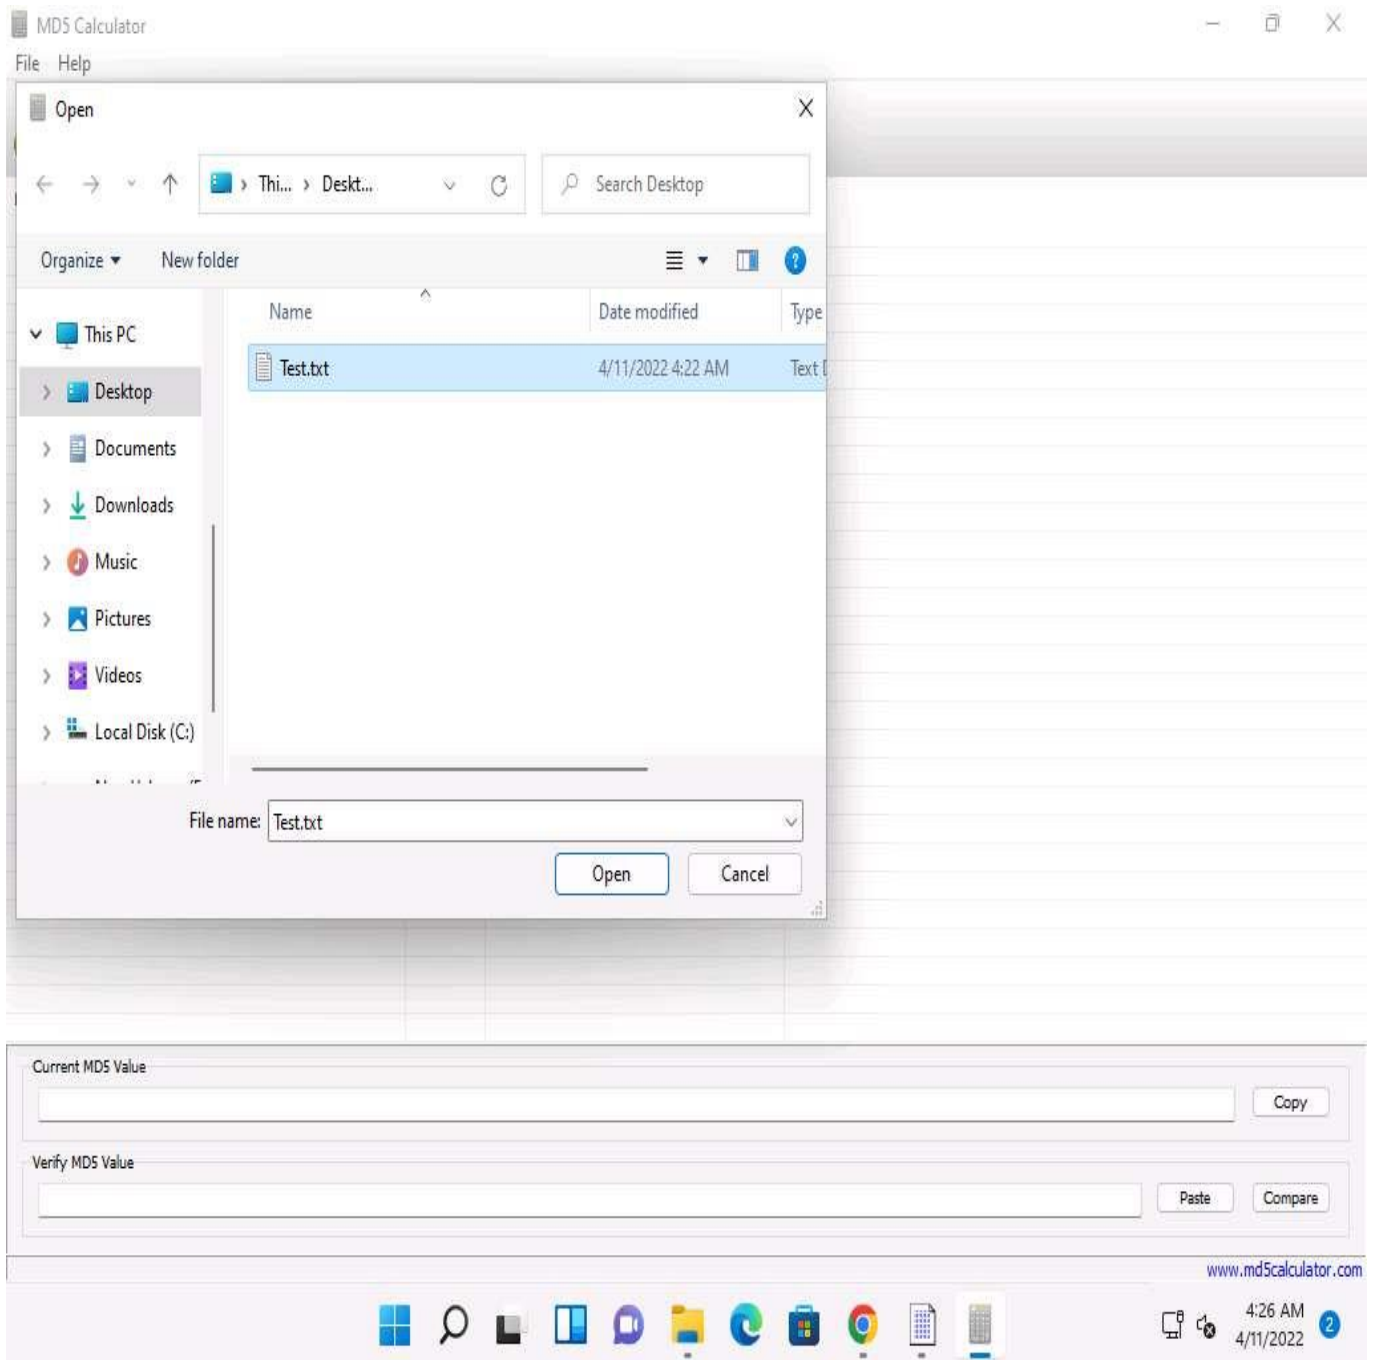 MD5 Calculator
File Help
Open
Thi... > Deskt...
Search Desktop
Organize
New folder
Name
Date modified
Type
This PC
Test.txt
4/11/2022 4:22 AM
Text
Desktop
Documents
Downloads
Music
Pictures
Videos
Local Disk (C:)
File name: Test.txt
Open
Cancel
Current MD5 Value
Copy
Verify MD5 Value
Paste
Compare
www.md5calculator.com
4:26 AM
4/11/2022
2